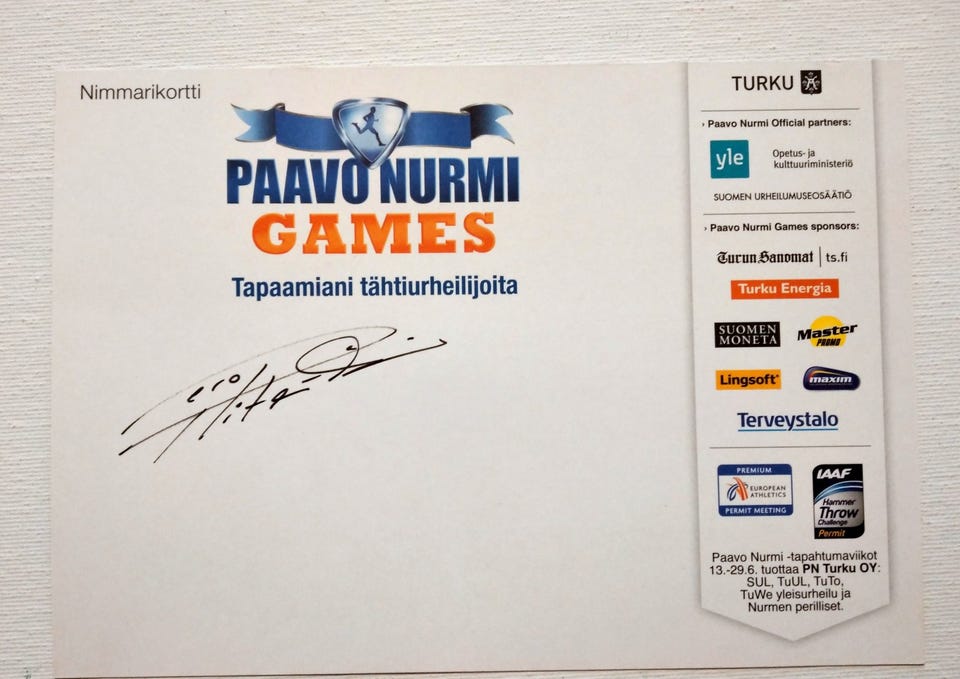 Nimmarikortti
PAAVO NURMI
GAMES
Tapaamiani tähtiurheilijoita
TURKU
› Paavo Nurmi Official partners:
yle
Opetus- ja
kulttuuriministeriö
SUOMEN URHEILUMUSEOSÄÄTIÖ
› Paavo Nurmi Games sponsors:
Turun Sanomat | ts.fi
Turku Energia
SUOMEN
MONETA
Master
PROMO
Lingsoft
maxim
Terveystalo
PREMIUM
EUROPEAN
ATHLETICS
PERMIT MEETING
IAAF
Hammer
Throw
Challenge
Permit
Paavo Nurmi -tapahtumaviikot
13.-29.6. tuottaa PN Turku OY:
SUL, TuUL, TuTo,
TuWe yleisurheilu ja
Nurmen perilliset.